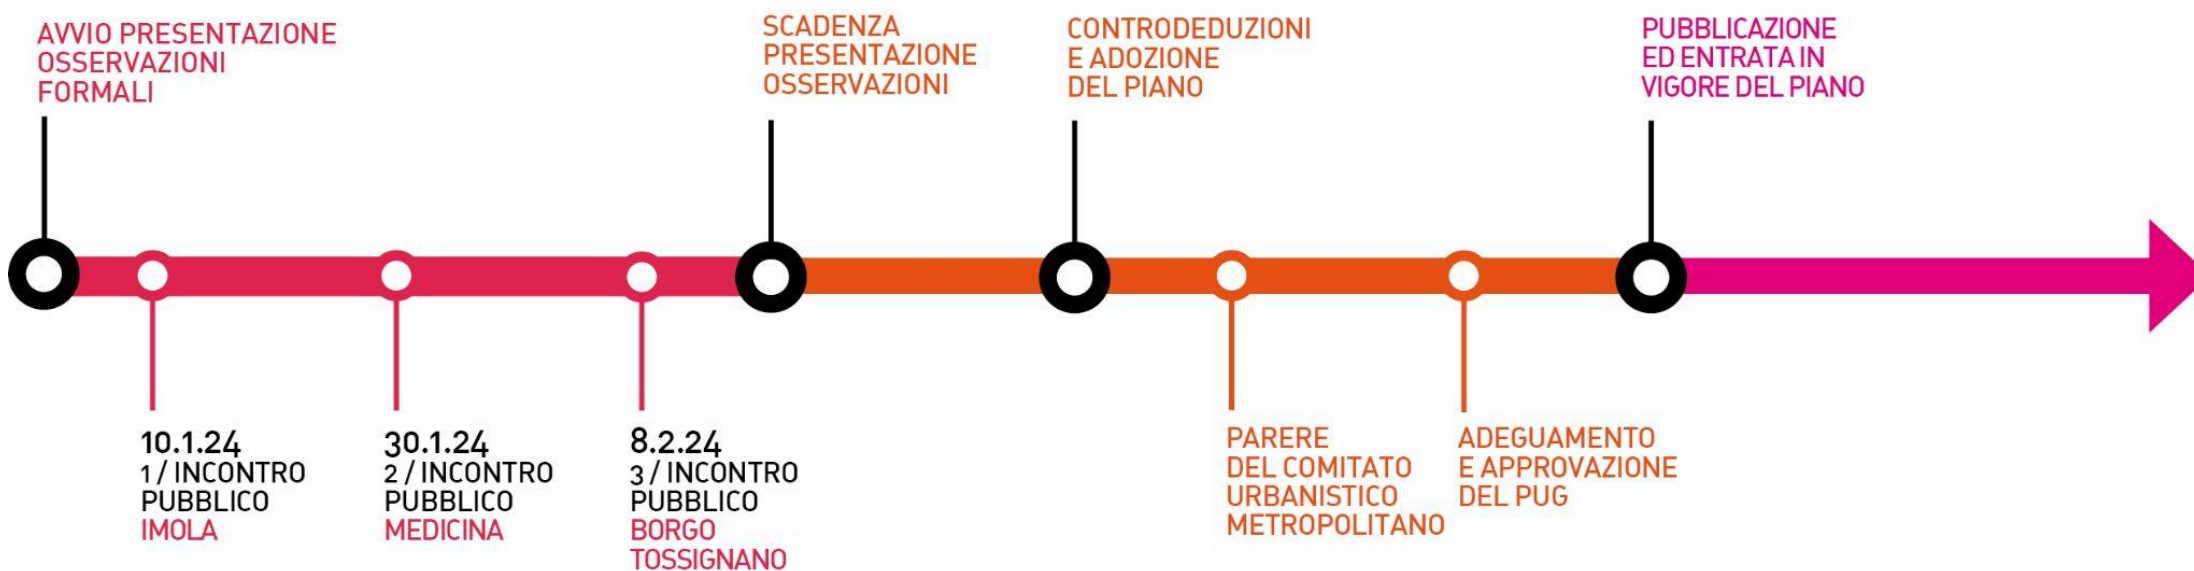 AVVIO PRESENTAZIONE
OSSERVAZIONI
FORMALI
SCADENZA
PRESENTAZIONE
OSSERVAZIONI
CONTRODEDUZIONI
E ADOZIONE
DEL PIANO
PUBBLICAZIONE
ED ENTRATA IN
VIGORE DEL PIANO
10.1.24
1 / INCONTRO
PUBBLICO
IMOLA
30.1.24
2 / INCONTRO
PUBBLICO
MEDICINA
8.2.24
3 / INCONTRO
PUBBLICO
BORGO
TOSSIGNANO
PARERE
DEL COMITATO
URBANISTICO
METROPOLITANO
ADEGUAMENTO
E APPROVAZIONE
DEL PUG